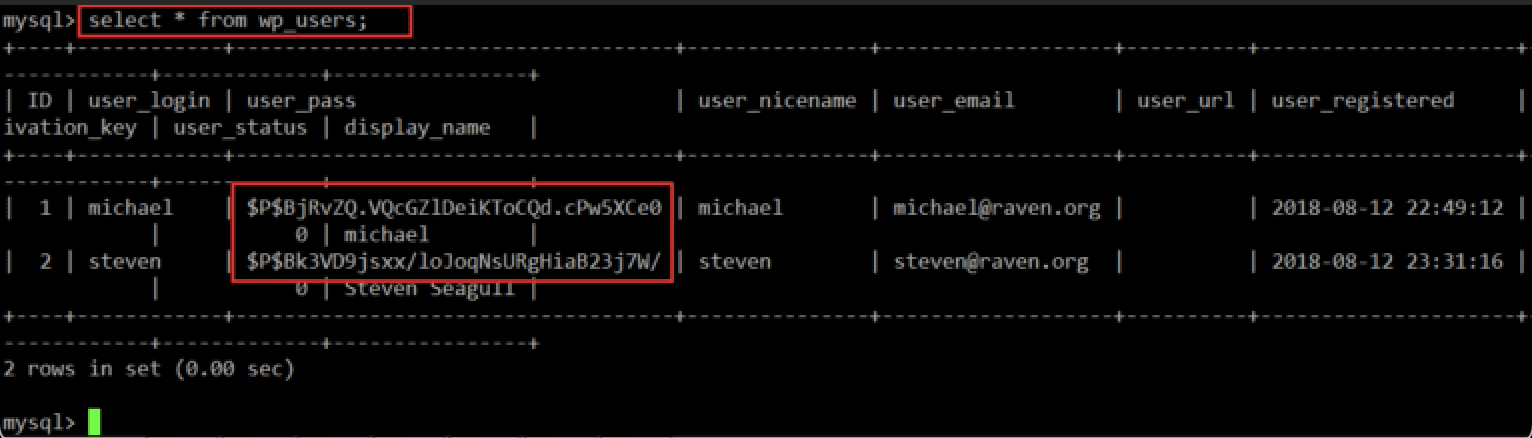 mysql> select * from wp_users;
+----+------------+-------------------------------------+---------------+-------------------+----------+---------------------+
------------+-------------+----------------+
| ID | user_login | user_pass | user_nicename | user_email | user_url | user_registered |
ivation_key | user_status | display_name |
+----+------------+-------------------------------------+---------------+-------------------+----------+---------------------+
------------+-------------+----------------+
| 1 | michael | $P$BjRvZQ.VQcGZlDeiKToCQd.cPw5XCe0 | michael | michael@raven.org | | 2018-08-12 22:49:12 |
| 0 | michael |
| 2 | steven | $P$Bk3VD9jsxx/loJoqNsURgHiaB23j7W/ | steven | steven@raven.org | | 2018-08-12 23:31:16 |
| 0 | Steven Seagull |
+----+------------+-------------------------------------+---------------+-------------------+----------+---------------------+
------------+-------------+----------------+
2 rows in set (0.00 sec)
mysql>